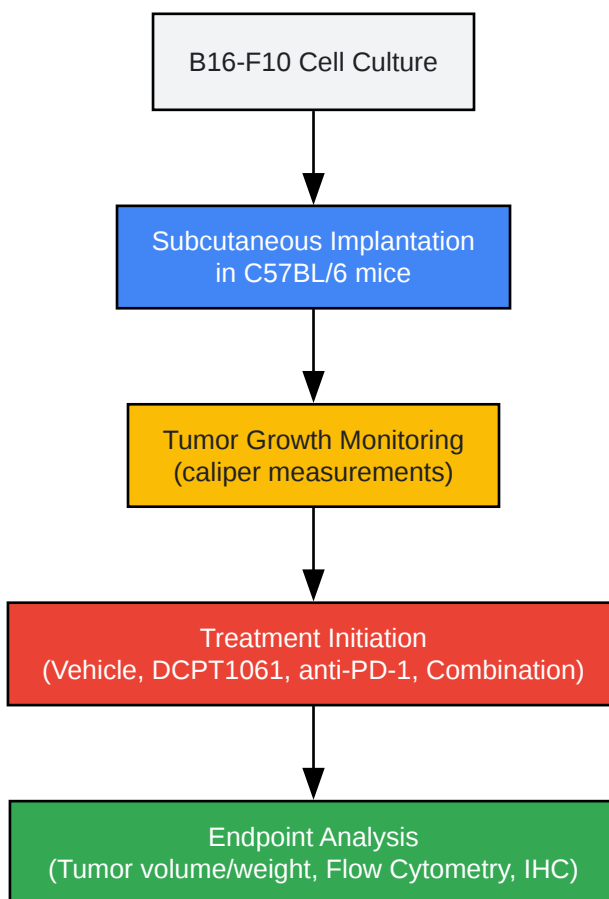 B16-F10 Cell Culture
Subcutaneous Implantation
in C57BL/6 mice
Tumor Growth Monitoring
(caliper measurements)
Treatment Initiation
(Vehicle, DCPT1061, anti-PD-1, Combination)
Endpoint Analysis
(Tumor volume/weight, Flow Cytometry, IHC)